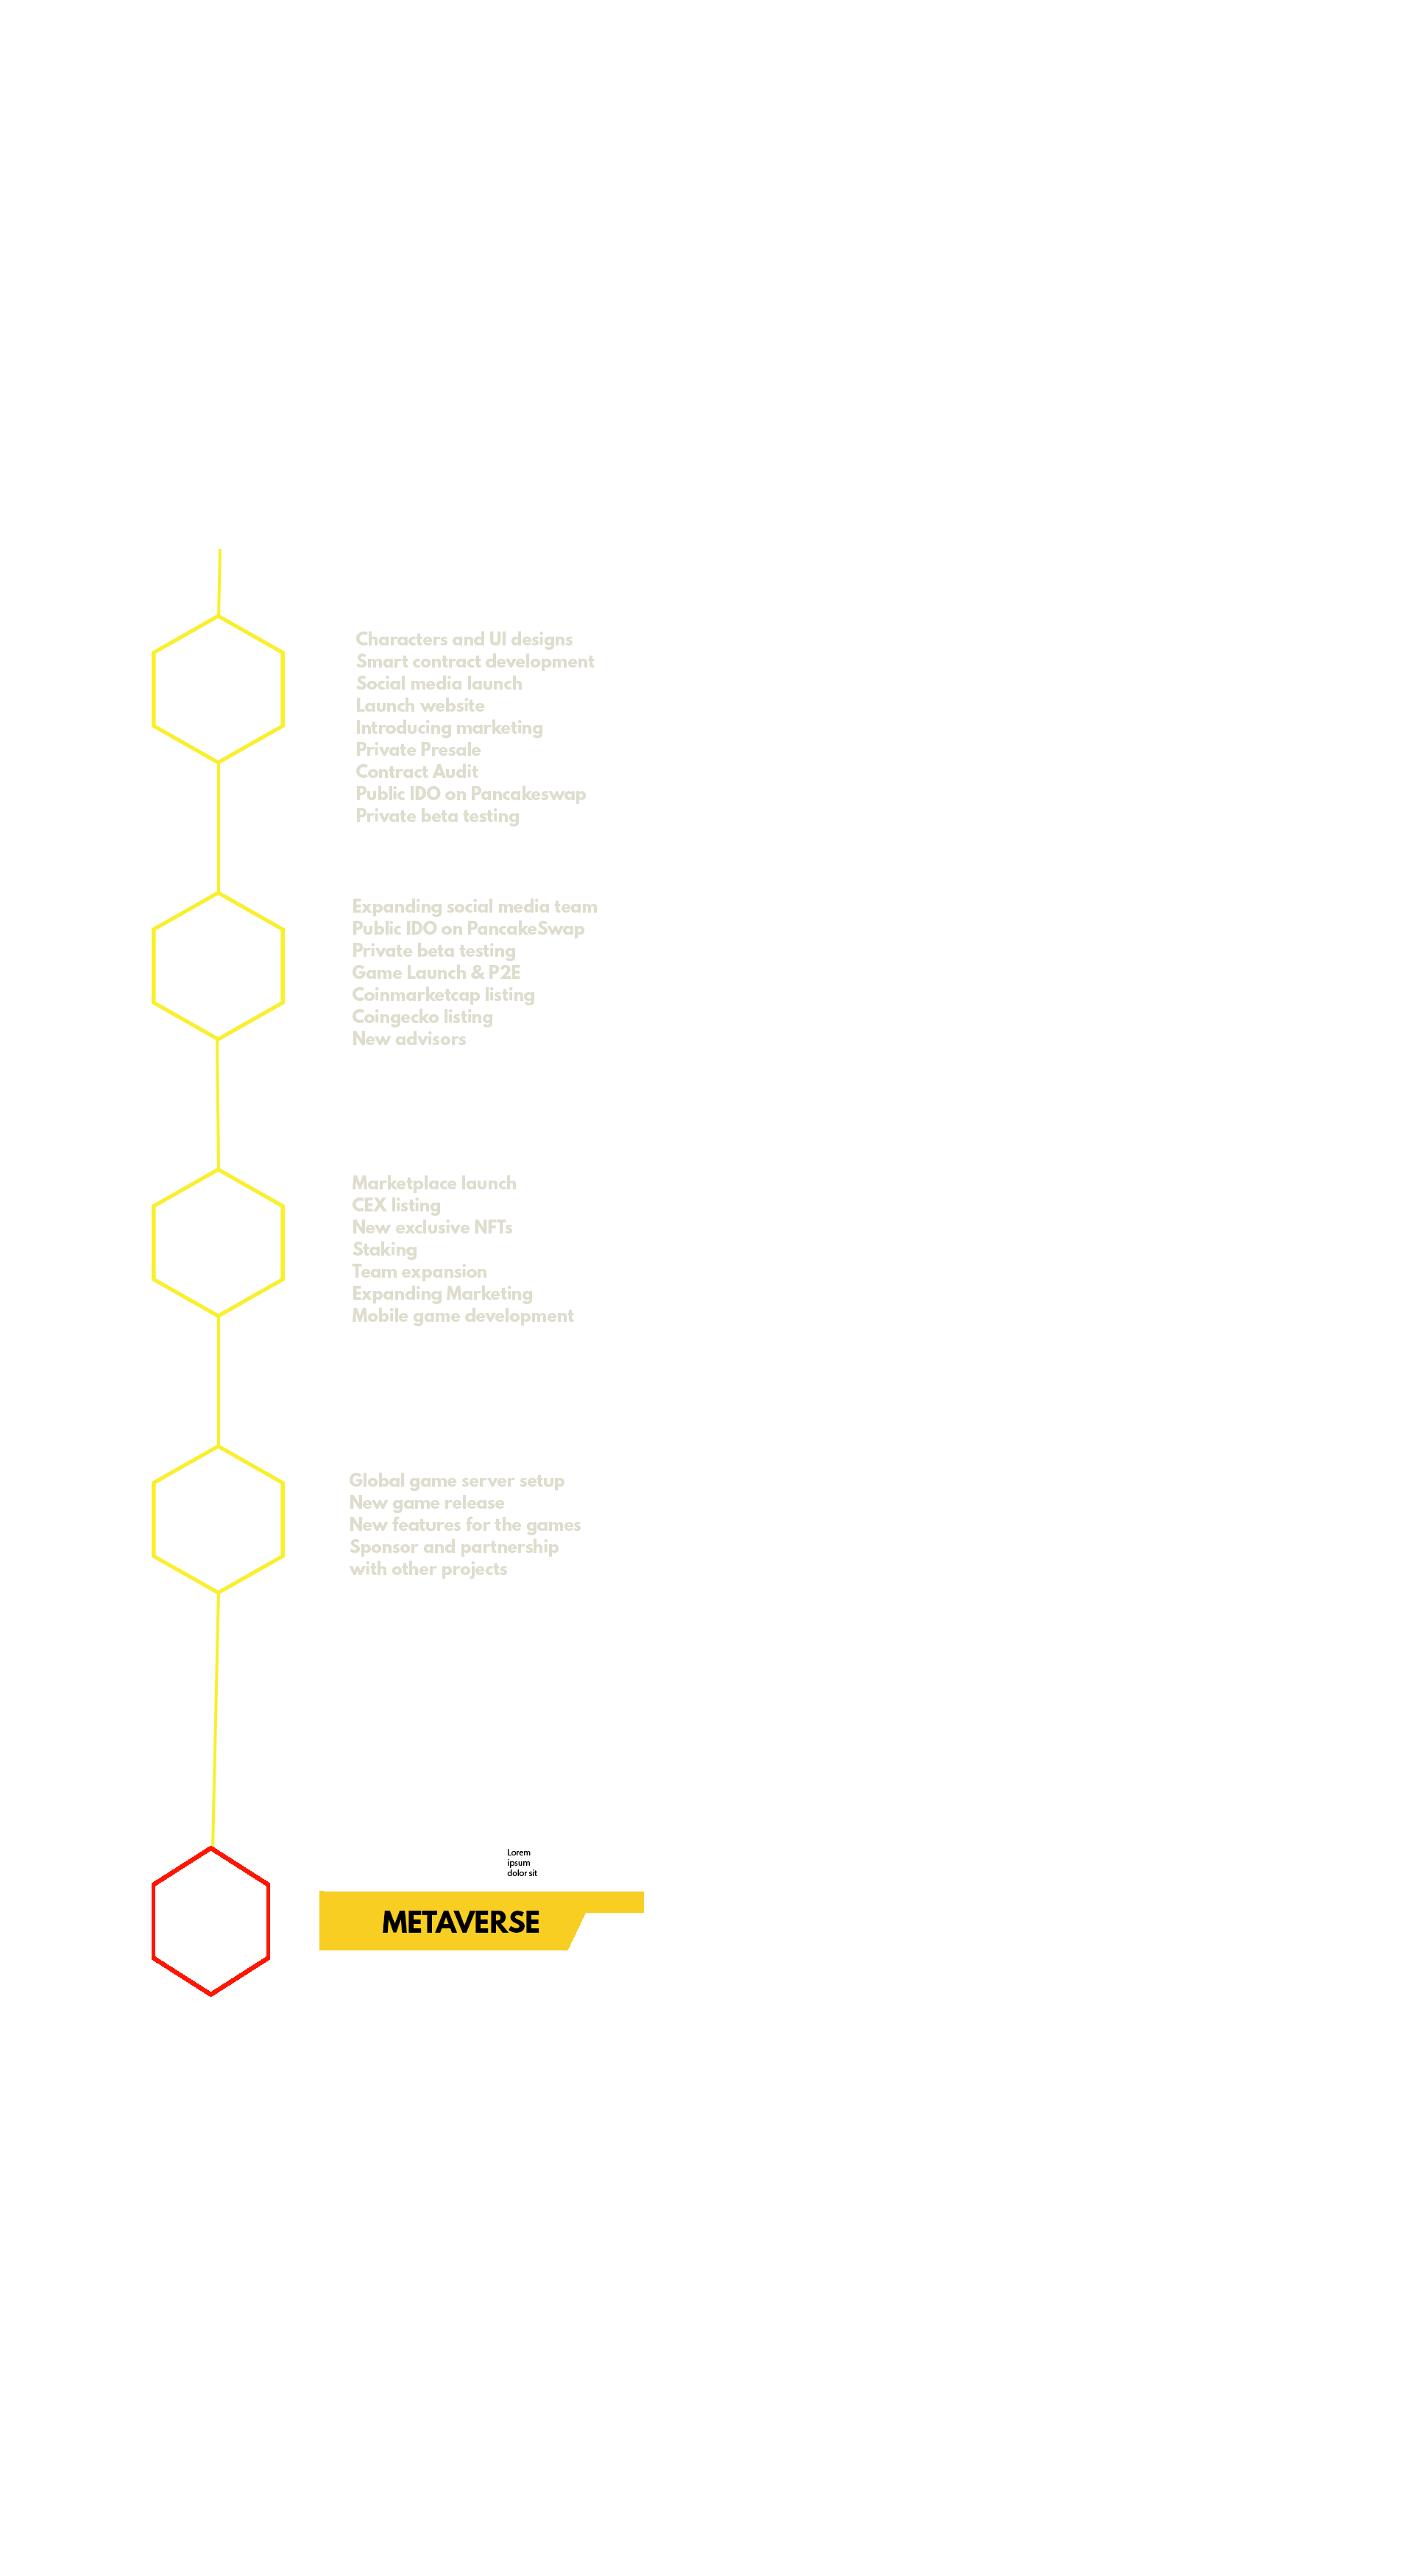 Characters and UI designs
Smart contract development
Social media launch
Launch website
Introducing marketing
Private Presale
Contract Audit
Public IDO on Pancakeswap
Private beta testing
Expanding social media team
Public IDO on PancakeSwap
Private beta testing
Game Launch & P2E
Coinmarketcap listing
Coingecko listing
New advisors
Marketplace launch
CEX listing
New exclusive NFTs
Staking
Team expansion
Expanding Marketing
Mobile game development
Global game server setup
New game release
New features for the games
Sponsor and partnership
with other projects
Lorem
ipsum
dolor sit
METAVERSE